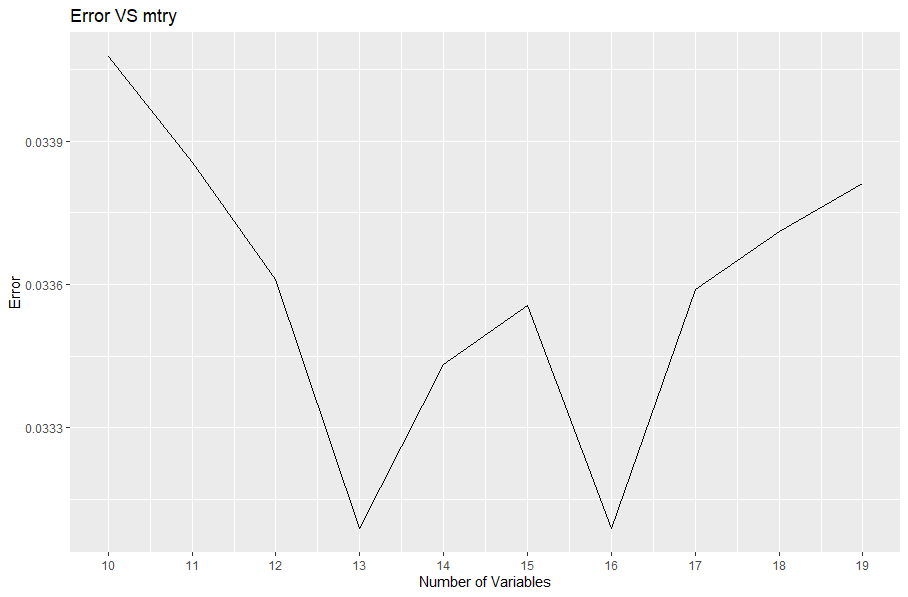 Error VS mtry
Error
0.0339
0.0336
0.0333
10 11 12 13 14 15 16 17 18 19
Number of Variables